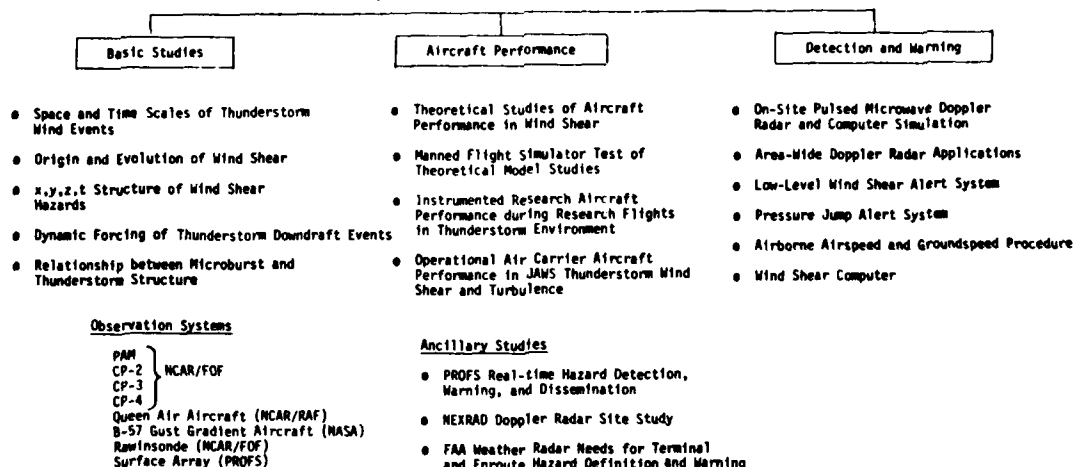 Basic Studies
Aircraft Performance
Detection and Warning
• Space and Time Scales of Thunderstorm
Wind Events
• Origin and Evolution of Wind Shear
• x,y,z,t Structure of Wind Shear
Hazards
• Dynamic Forcing of Thunderstorm Downdraft Events
• Relationship between Microburst and
Thunderstorm Structure
• Theoretical Studies of Aircraft
Performance in Wind Shear
• Manned Flight Simulator Test of
Theoretical Model Studies
• Instrumented Research Aircraft
Performance during Research Flights
in Thunderstorm Environment
• Operational Air Carrier Aircraft
Performance in JAWS Thunderstorm Wind
Shear and Turbulence
• On-Site Pulsed Microwave Doppler
Radar and Computer Simulation
• Area-Wide Doppler Radar Applications
• Low-Level Wind Shear Alert System
• Pressure Jump Alert System
• Airborne Airspeed and Groundspeed Procedure
• Wind Shear Computer
Observation Systems
PAM
CP-2
CP-3
CP-4
NCAR/FOF
Queen Air Aircraft (NCAR/RAF)
B-57 Gust Gradient Aircraft (NASA)
Rawinsonde (NCAR/FOF)
Surface Array (PROFS)
Ancillary Studies
• PROFS Real-time Hazard Detection,
Warning, and Dissemination
• NEXRAD Doppler Radar Site Study
• FAA Weather Radar Needs for Terminal
and Enroute Hazard Definition and Warning